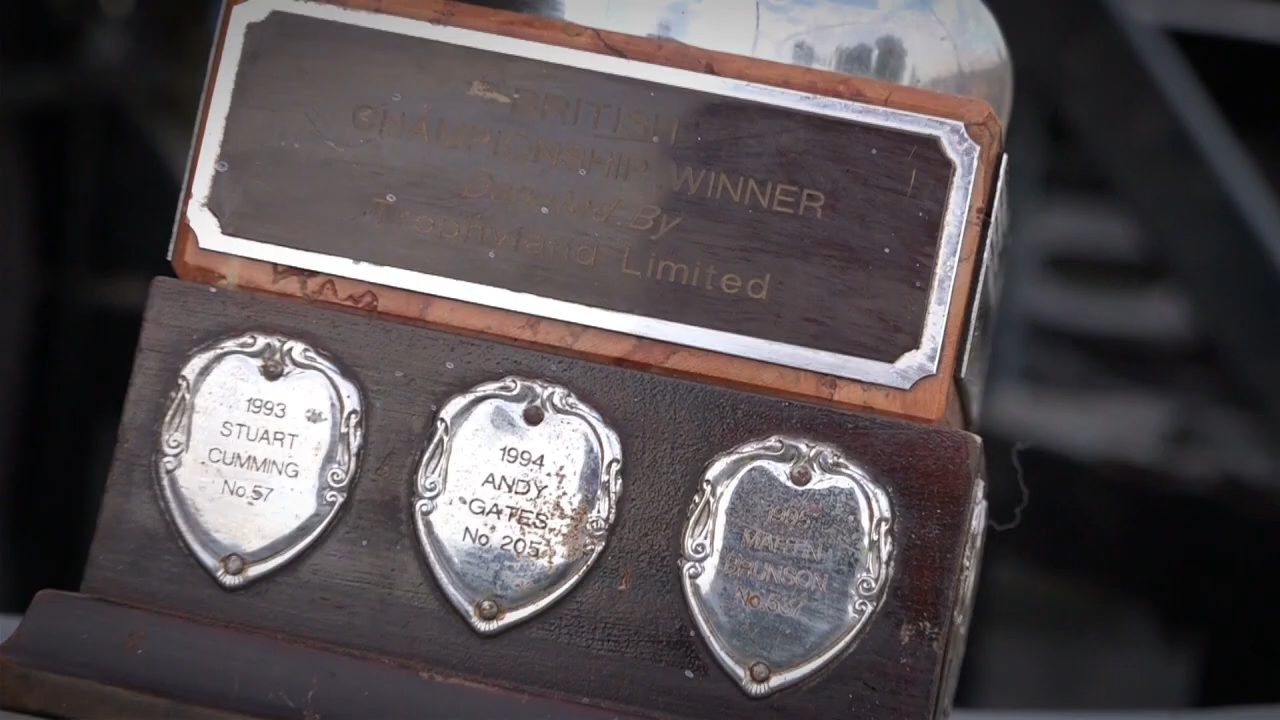 BRITISH
CHAMPIONSHIP WINNER
Donated By
Trophyland Limited
1993
STUART
CUMMING
No.57
1994
ANDY
GATES
No. 205
1995
MARTIN
BRUNSON